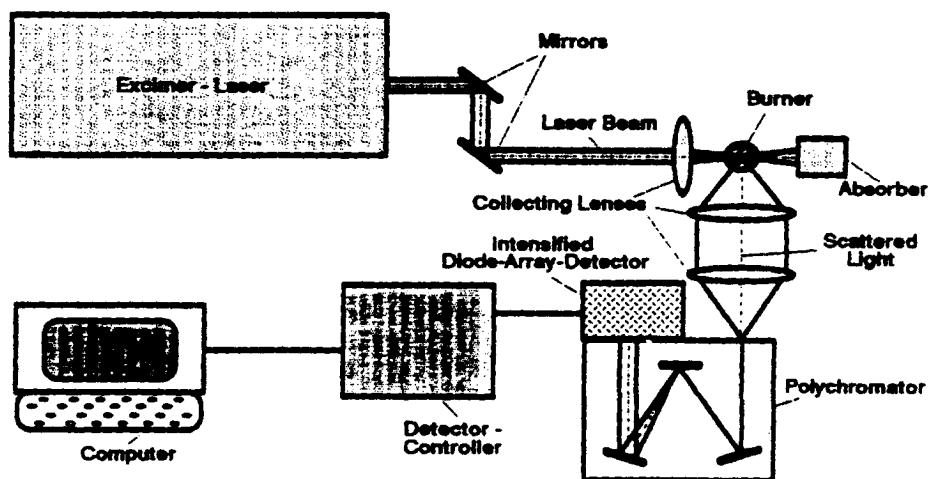 Mirrors
Excimer - Laser
Burner
Laser Beam
Absorber
Collecting Lenses
Intensified
Diode-Array-Detector
Scattered
Light
Polychromator
Detector -
Controller
Computer